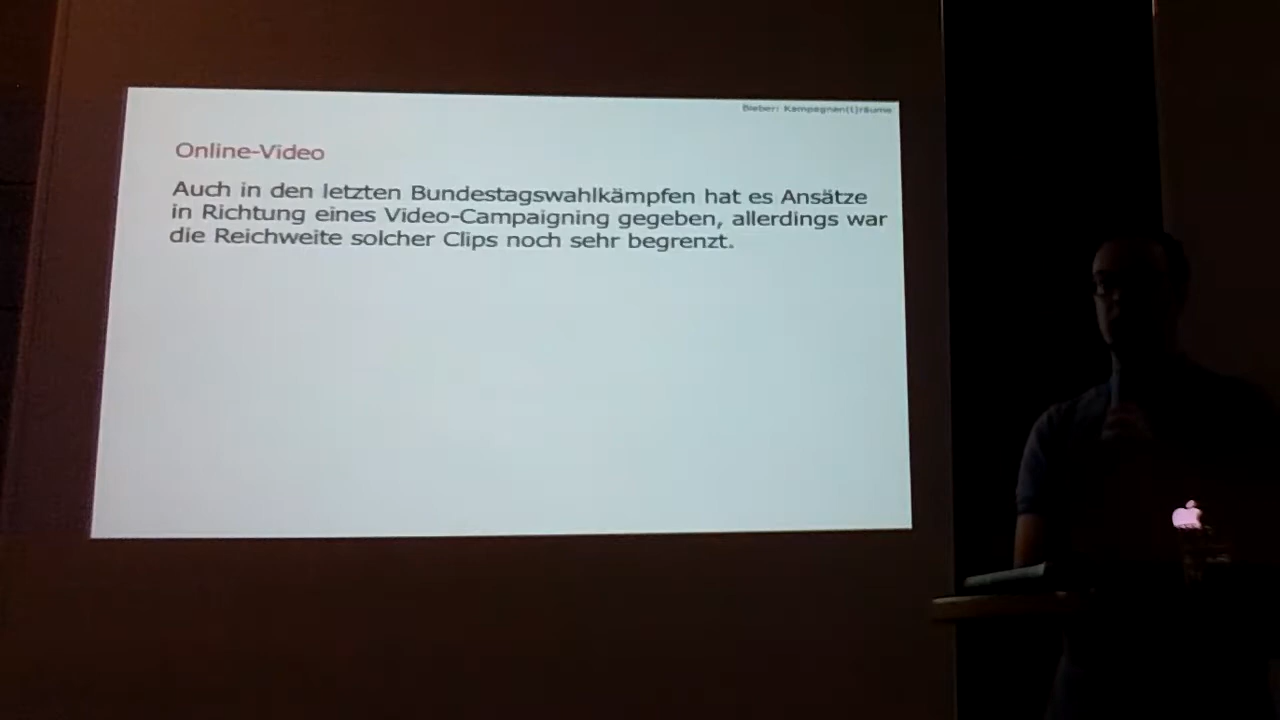 Bieber: Kampagnen(t)räume
Online-Video
Auch in den letzten Bundestagswahlkämpfen hat es Ansätze
in Richtung eines Video-Campaigning gegeben, allerdings war
die Reichweite solcher Clips noch sehr begrenzt.